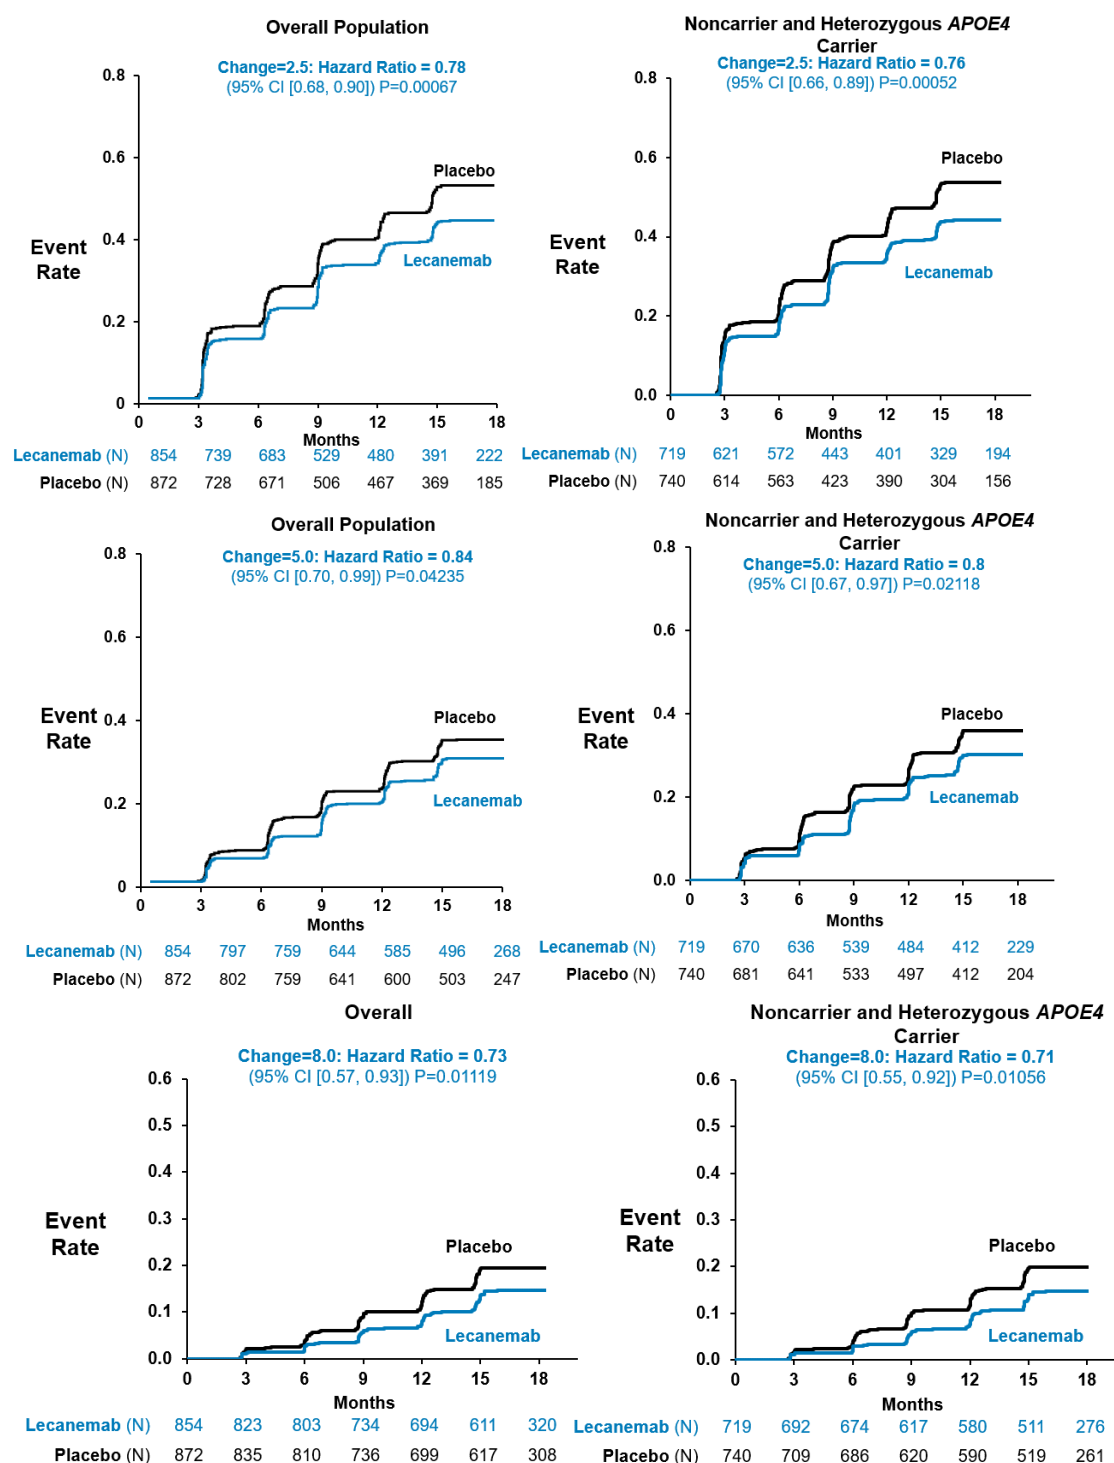 Overall Population
Change=2.5: Hazard Ratio = 0.78
(95% CI [0.68, 0.90]) P=0.00067
0.8
0.6
0.4
0.2
0
Event
Rate
Placebo
Lecanemab
0 3 6 9 12 15 18
Months
Lecanemab (N) 854 739 683 529 480 391 222
Placebo (N) 872 728 671 506 467 369 185
Noncarrier and Heterozygous APOE4
Carrier
Change=2.5: Hazard Ratio = 0.76
(95% CI [0.66, 0.89]) P=0.00052
0.8
0.6
0.4
0.2
0.0
Event
Rate
Placebo
Lecanemab
0 3 6 9 12 15 18
Months
Lecanemab (N) 719 621 572 443 401 329 194
Placebo (N) 740 614 563 423 390 304 156
Overall Population
Change=5.0: Hazard Ratio = 0.84
(95% CI [0.70, 0.99]) P=0.04235
0.8
0.6
0.4
0.2
0
Event
Rate
Placebo
Lecanemab
0 3 6 9 12 15 18
Months
Lecanemab (N) 854 797 759 644 585 496 268
Placebo (N) 872 802 759 641 600 503 247
Noncarrier and Heterozygous APOE4
Carrier
Change=5.0: Hazard Ratio = 0.8
(95% CI [0.67, 0.97]) P=0.02118
0.8
0.6
0.4
0.2
0.0
Event
Rate
Placebo
Lecanemab
0 3 6 9 12 15 18
Months
Lecanemab (N) 719 670 636 539 484 412 229
Placebo (N) 740 681 641 533 497 412 204
Overall
Change=8.0: Hazard Ratio = 0.73
(95% CI [0.57, 0.93]) P=0.01119
0.6
0.5
0.4
0.3
0.2
0.1
0.0
Event
Rate
Placebo
Lecanemab
0 3 6 9 12 15 18
Months
Lecanemab (N) 854 823 803 734 694 611 320
Placebo (N) 872 835 810 736 699 617 308
Noncarrier and Heterozygous APOE4
Carrier
Change=8.0: Hazard Ratio = 0.71
(95% CI [0.55, 0.92]) P=0.01056
0.6
0.5
0.4
0.3
0.2
0.1
0.0
Event
Rate
Placebo
Lecanemab
0 3 6 9 12 15 18
Months
Lecanemab (N) 719 692 674 617 580 511 276
Placebo (N) 740 709 686 620 590 519 261